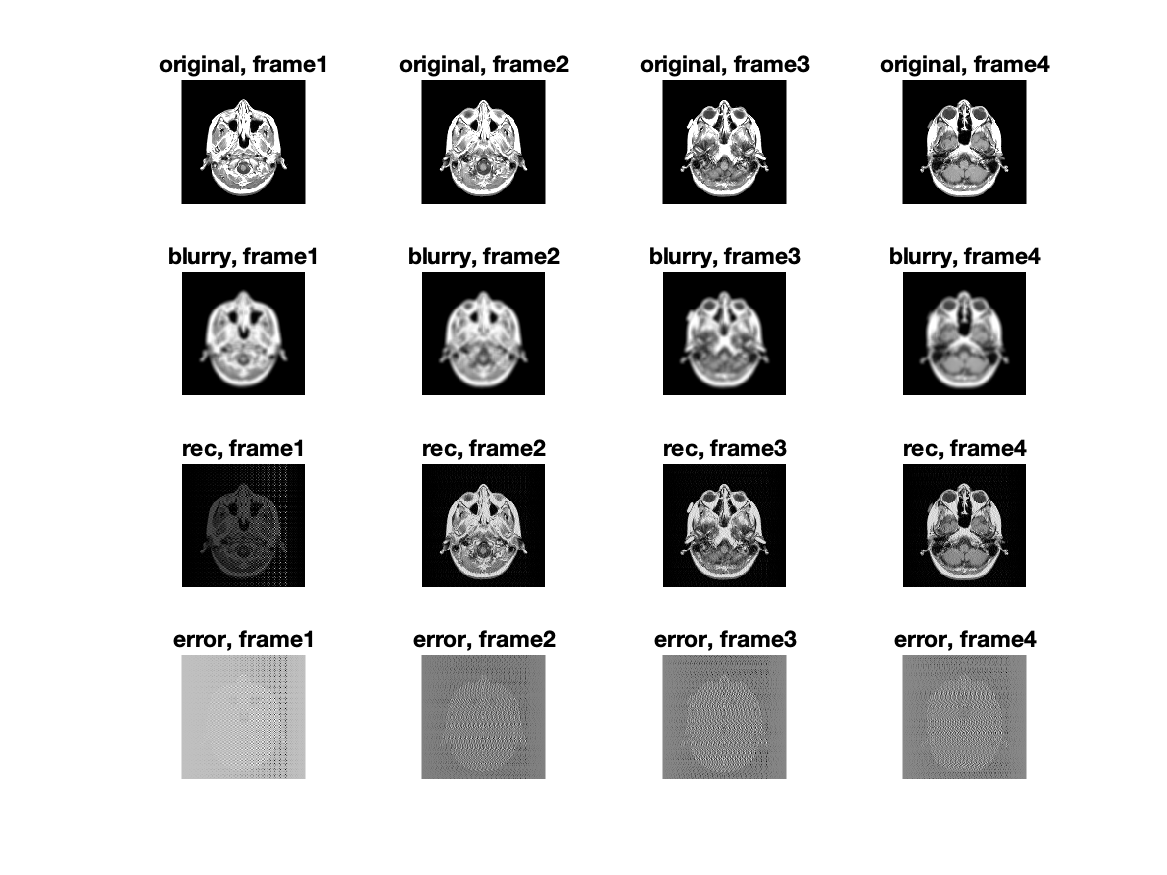 original, frame1
original, frame2
original, frame3
original, frame4
blurry, frame1
blurry, frame2
blurry, frame3
blurry, frame4
rec, frame1
rec, frame2
rec, frame3
rec, frame4
error, frame1
error, frame2
error, frame3
error, frame4